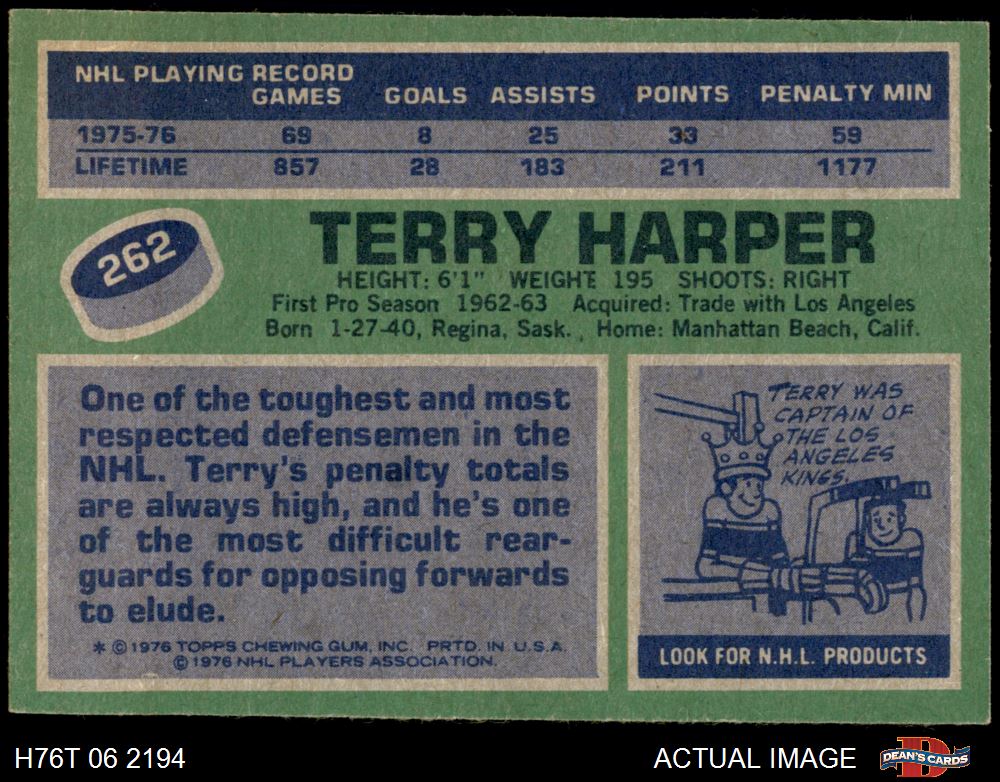 NHL PLAYING RECORD
GAMES GOALS ASSISTS POINTS PENALTY MIN
1975-76 69 8 25 33 59
LIFETIME 857 28 183 211 1177
262
TERRY HARPER
HEIGHT: 6'1" WEIGHT 195 SHOOTS: RIGHT
First Pro Season 1962-63 Acquired: Trade with Los Angeles
Born 1-27-40, Regina, Sask. , Home: Manhattan Beach, Calif.
One of the toughest and most
respected defensemen in the
NHL. Terry's penalty totals
are always high, and he's one
of the most difficult rear-
guards for opposing forwards
to elude.
* © 1976 TOPPS CHEWING GUM, INC. PRTD. IN U.S.A.
© 1976 NHL PLAYERS ASSOCIATION.
TERRY WAS
CAPTAIN OF
THE LOS
ANGELES
KINGS.
LOOK FOR N.H.L. PRODUCTS
H76T 06 2194
ACTUAL IMAGE
DEAN'S CARDS